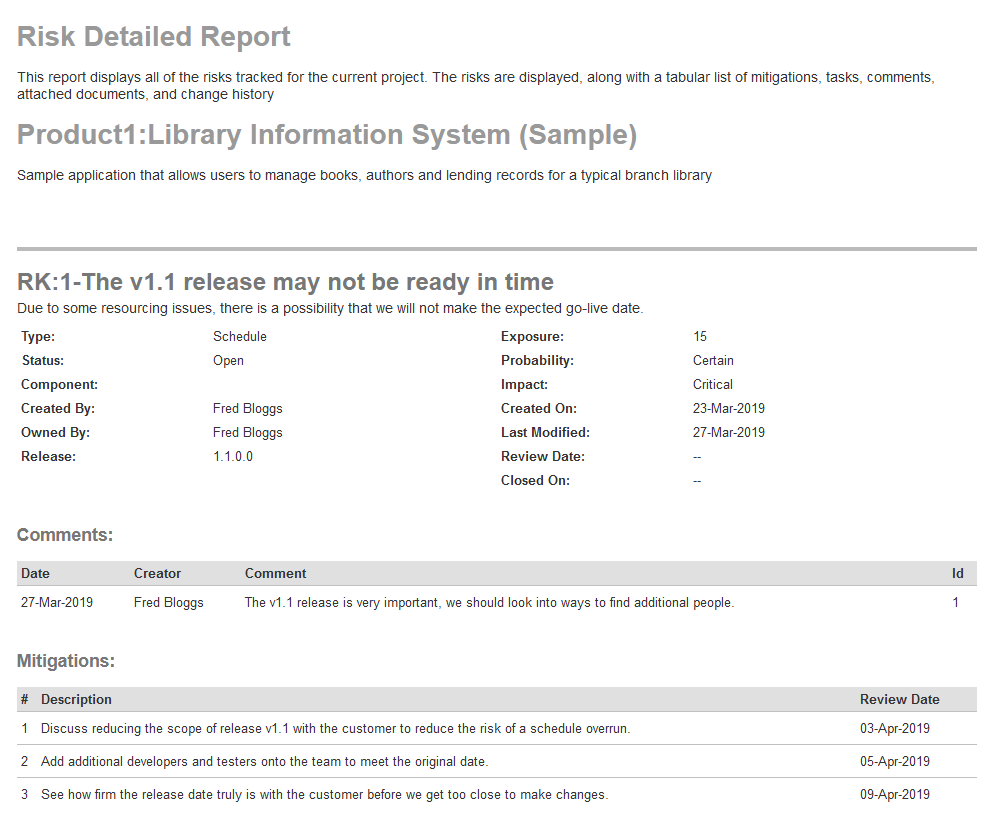 Risk Detailed Report
This report displays all of the risks tracked for the current project. The risks are displayed, along with a tabular list of mitigations, tasks, comments,
attached documents, and change history
Product1:Library Information System (Sample)
Sample application that allows users to manage books, authors and lending records for a typical branch library
RK:1-The v1.1 release may not be ready in time
Due to some resourcing issues, there is a possibility that we will not make the expected go-live date.
Type: Schedule Exposure: 15
Status: Open Probability: Certain
Component: Impact: Critical
Created By: Fred Bloggs Created On: 23-Mar-2019
Owned By: Fred Bloggs Last Modified: 27-Mar-2019
Release: 1.1.0.0 Review Date: --
Closed On: --
Comments:
Date Creator Comment Id
27-Mar-2019 Fred Bloggs The v1.1 release is very important, we should look into ways to find additional people. 1
Mitigations:
# Description Review Date
1 Discuss reducing the scope of release v1.1 with the customer to reduce the risk of a schedule overrun. 03-Apr-2019
2 Add additional developers and testers onto the team to meet the original date. 05-Apr-2019
3 See how firm the release date truly is with the customer before we get too close to make changes. 09-Apr-2019